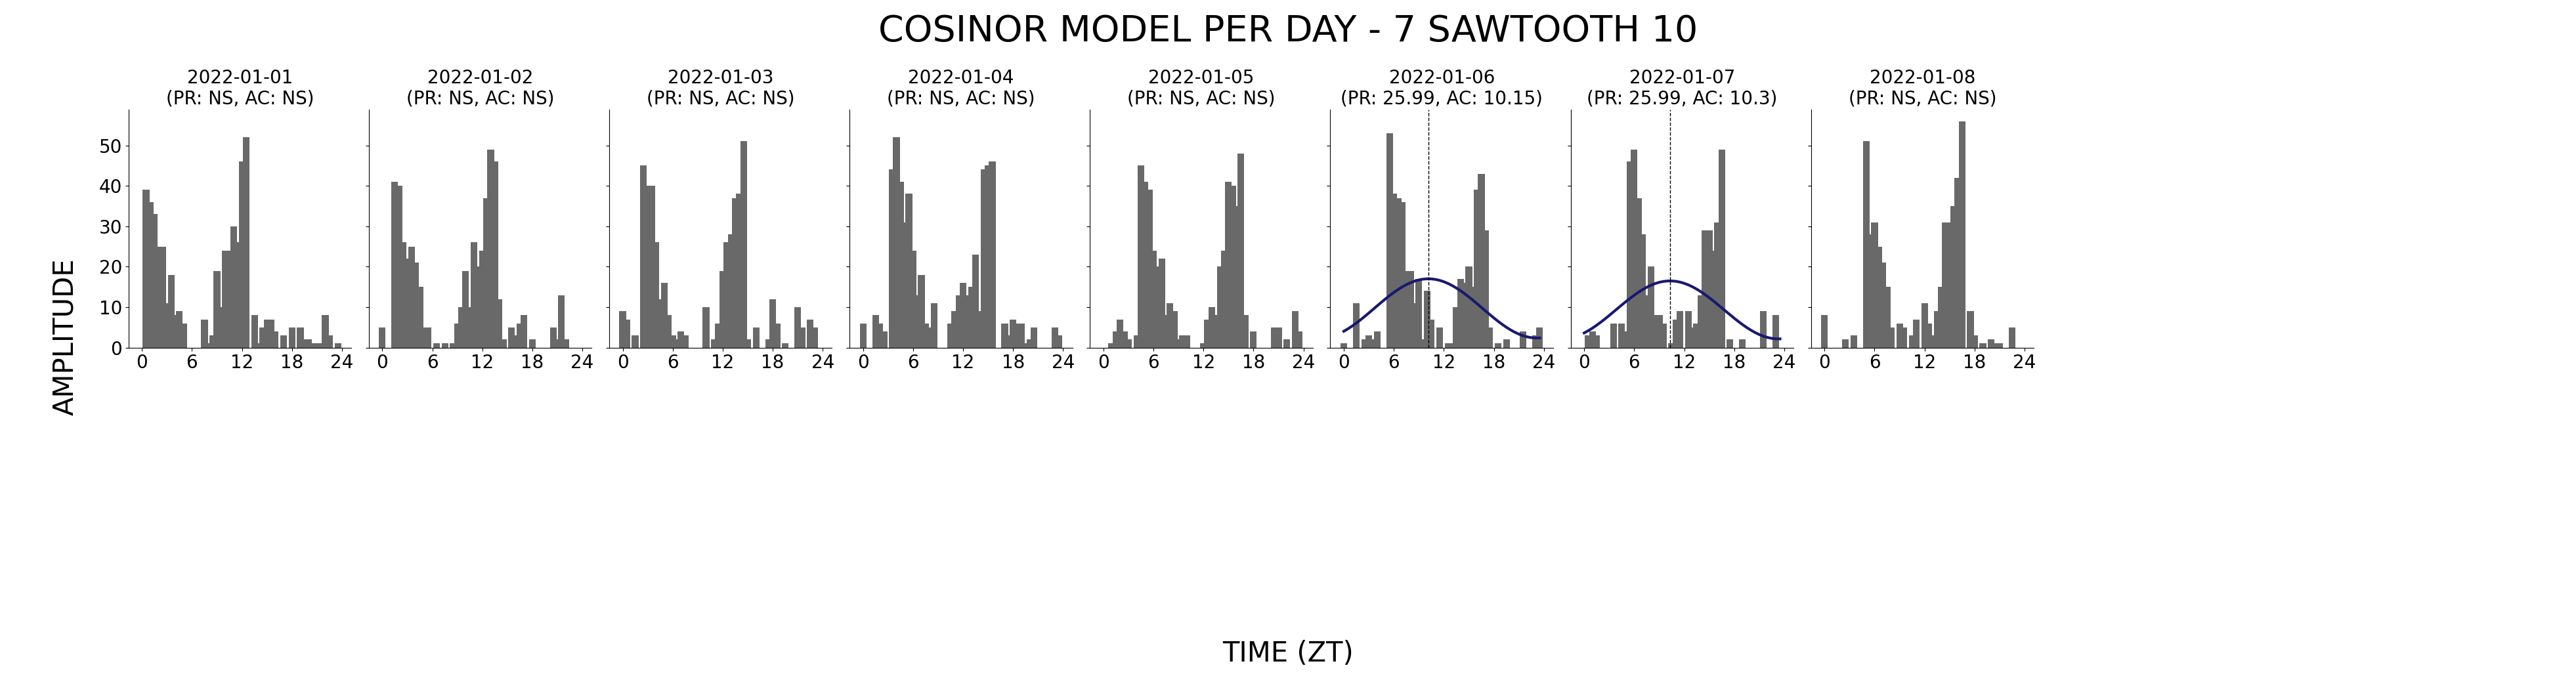 COSINOR MODEL PER DAY - 7 SAWTOOTH 10
2022-01-01
(PR: NS, AC: NS)
2022-01-02
(PR: NS, AC: NS)
2022-01-03
(PR: NS, AC: NS)
2022-01-04
(PR: NS, AC: NS)
2022-01-05
(PR: NS, AC: NS)
2022-01-06
(PR: 25.99, AC: 10.15)
2022-01-07
(PR: 25.99, AC: 10.3)
2022-01-08
(PR: NS, AC: NS)
AMPLITUDE
50
40
30
20
10
0
0 6 12 18 24
0 6 12 18 24
0 6 12 18 24
0 6 12 18 24
0 6 12 18 24
0 6 12 18 24
0 6 12 18 24
0 6 12 18 24
TIME (ZT)